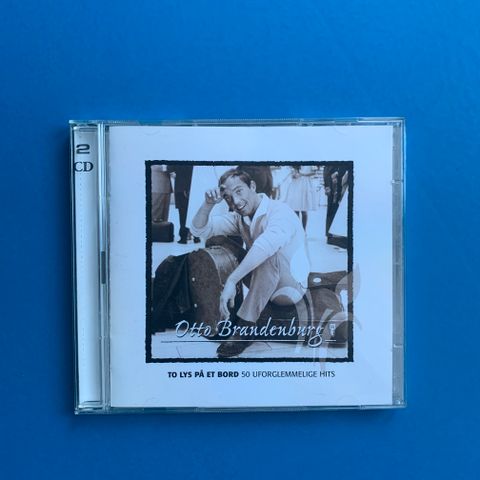 2
CD
Otto Brandenburg
TO LYS PÅ ET BORD 50 UFORGLEMMELIGE HITS